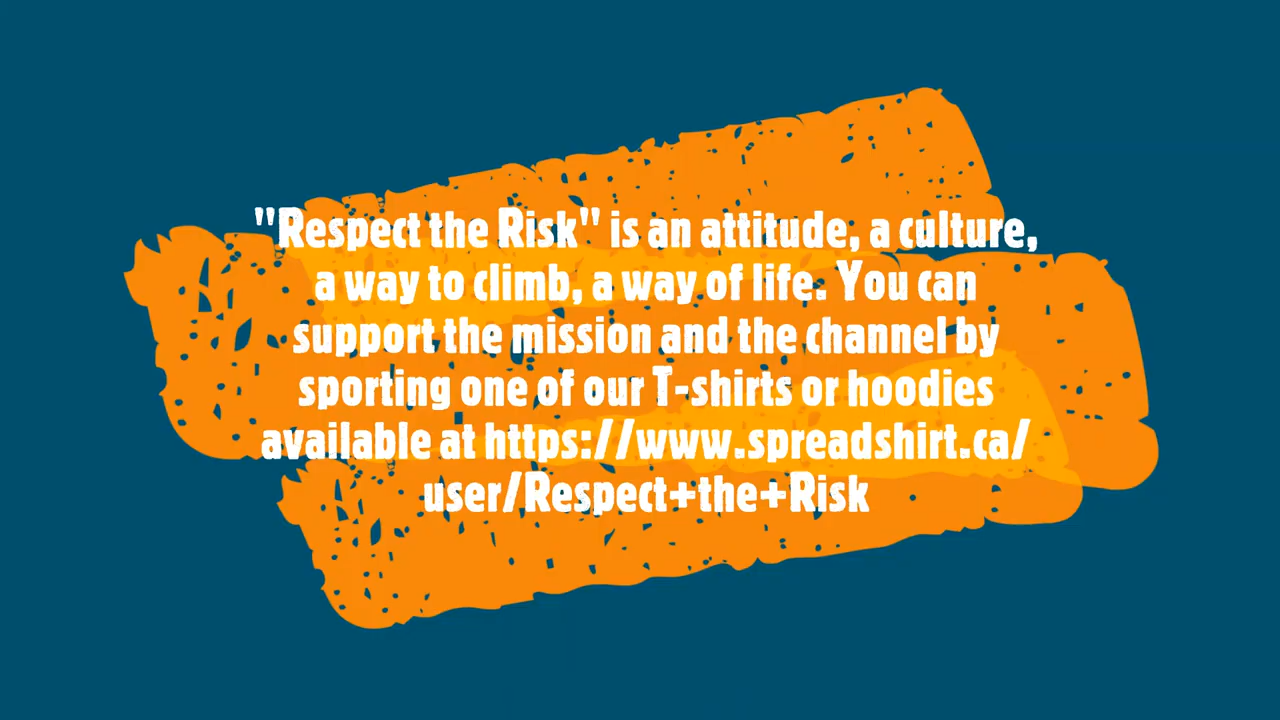 "Respect the Risk" is an attitude, a culture,
a way to climb, a way of life. You can
support the mission and the channel by
sporting one of our T-shirts or hoodies
available at https://www.spreadshirt.ca/
user/Respect+the+Risk